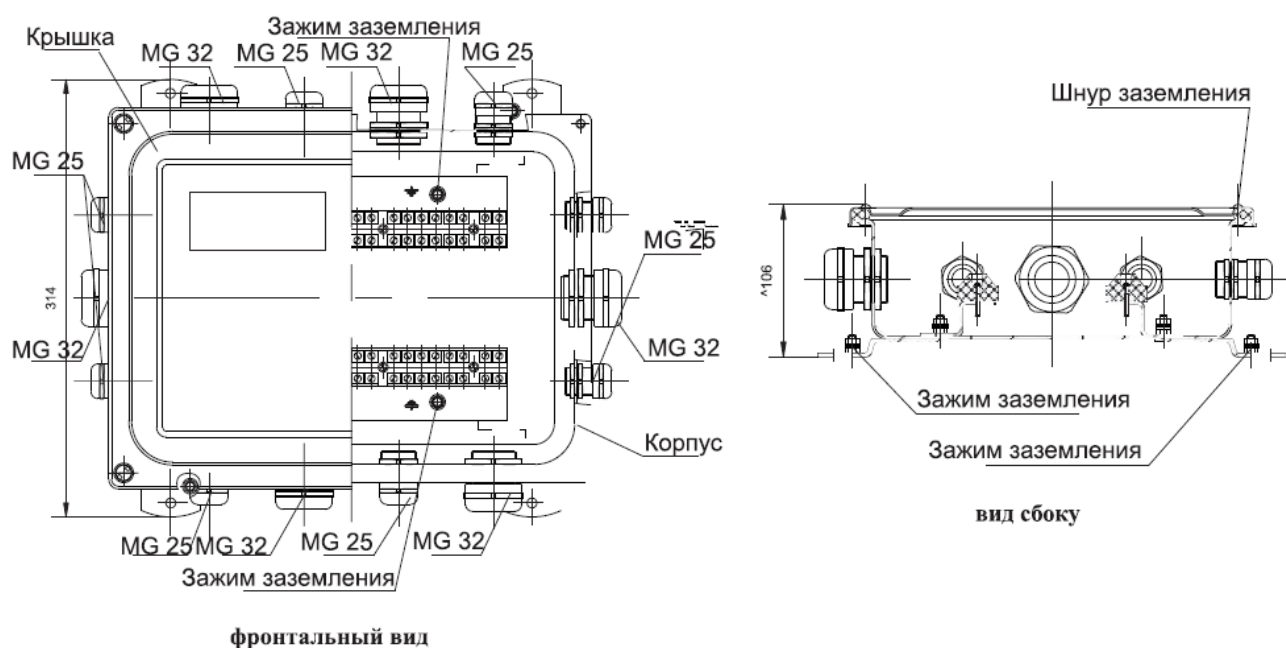 Зажим заземления
Крышка
MG 32
MG 25
MG 32
MG 25
Шнур заземления
MG 25
MG 25
314
^106
MG 32
MG 32
Зажим заземления
Корпус
Зажим заземления
MG 25
MG 32
MG 25
MG 32
Зажим заземления
вид сбоку
фронтальный вид